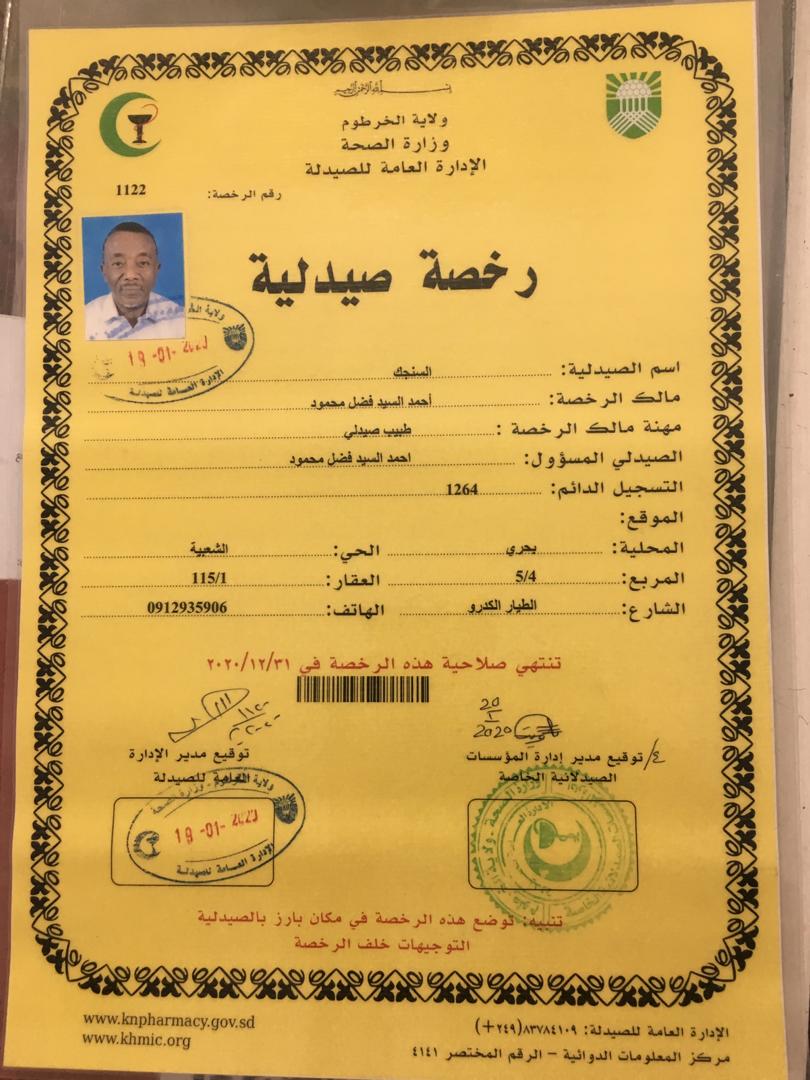 بسم الله الرحمن الرحيم
ولاية الخرطوم
وزارة الصحة
الإدارة العامة للصيدلة
رقم الرخصة: 1122
رخصة صيدلية
19-01-2020
الإدارة العامة للصيدلة
اسم الصيدلية: السنجك
مالك الرخصة: أحمد السيد فضل محمود
مهنة مالك الرخصة : طبيب صيدلي
الصيدلي المسؤول: احمد السيد فضل محمود
التسجيل الدائم: 1264
الموقع:
المحلية: بحري الحي: الشعبية
المربع: 5/4 العقار: 115/1
الشارع: الطيار الكدرو الهاتف: 0912935906
تنتهي صلاحية هذه الرخصة في ٢٠٢٠/١٢/٣١
ع/ توقيع مدير إدارة المؤسسات
الصيدلانية الخاصة
توقيع مدير الإدارة
العامة للصيدلة
ولاية الخرطوم - وزارة الصحة
19-01-2020
الإدارة العامة للصيدلة
تنبيه: توضع هذه الرخصة في مكان بارز بالصيدلية
التوجيهات خلف الرخصة
الإدارة العامة للصيدلة: ٨٣٧٨٤١٠٩(٢٤٩+)
مركز المعلومات الدوائية – الرقم المختصر ٤١٤١
www.knpharmacy.gov.sd
www.khmic.org